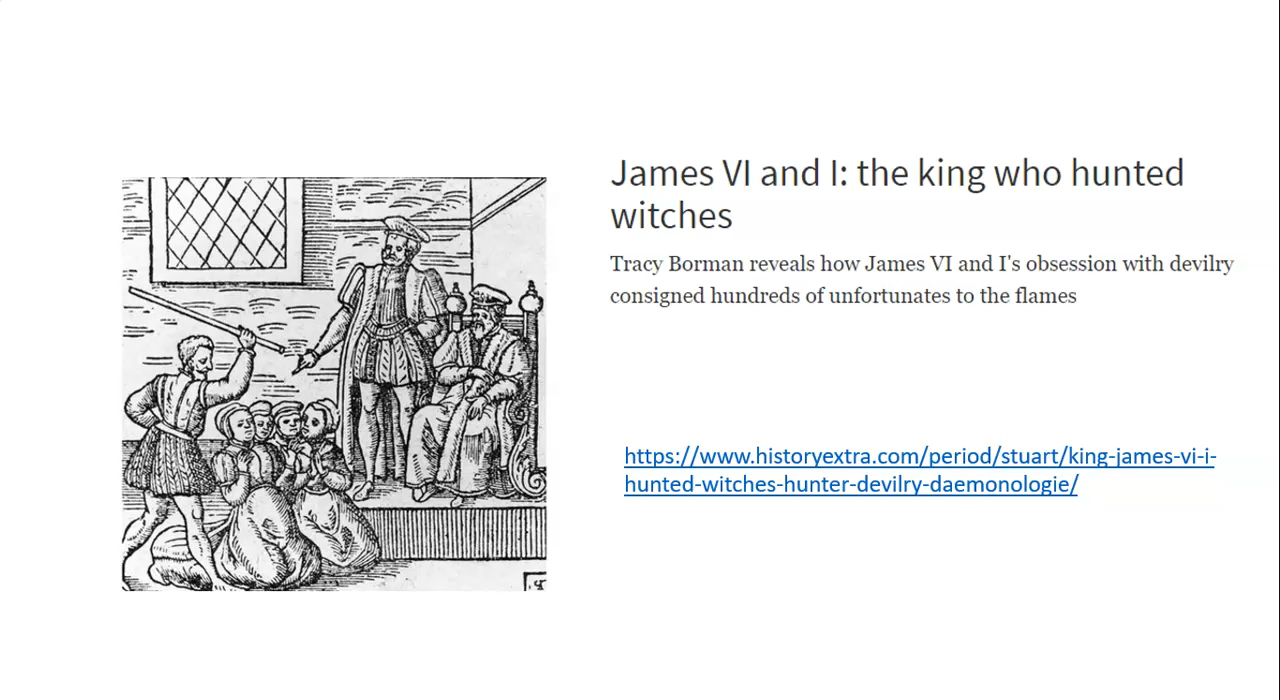 James VI and I: the king who hunted
witches
Tracy Borman reveals how James VI and I's obsession with devilry
consigned hundreds of unfortunates to the flames
https://www.historyextra.com/period/stuart/king-james-vi-i-
hunted-witches-hunter-devilry-daemonologie/